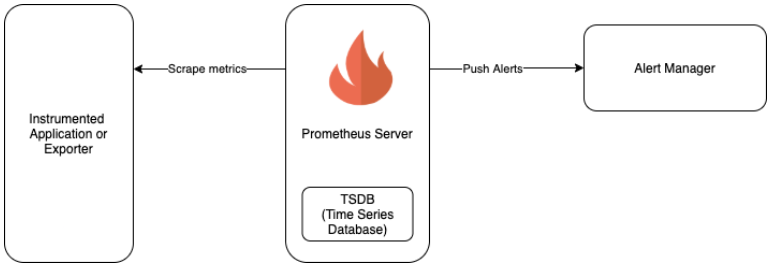 Scrape metrics
Push Alerts
Alert Manager
Instrumented
Application or
Exporter
Prometheus Server
TSDB
(Time Series
Database)